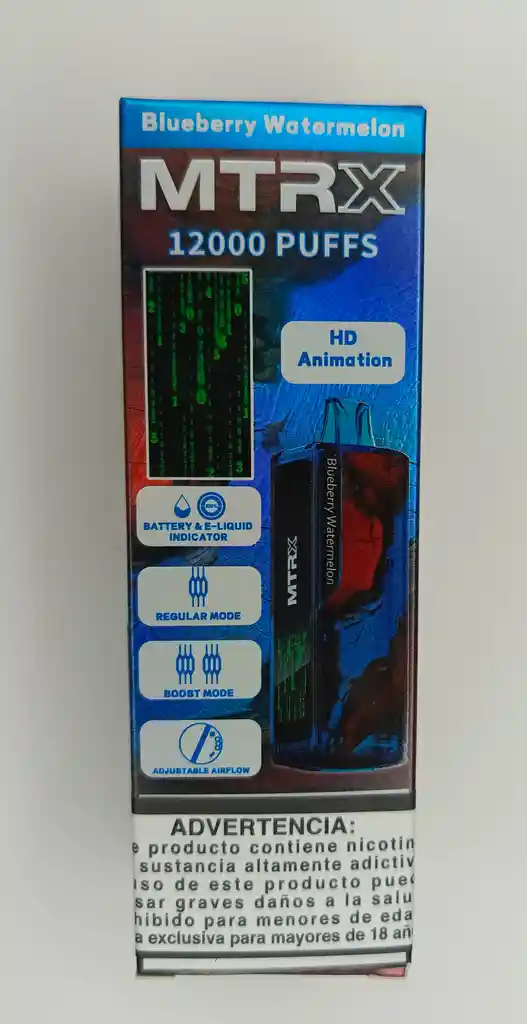 Blueberry Watermelon
MTRX
12000 PUFFS
HD
Animation
100%
BATTERY & E-LIQUID
INDICATOR
REGULAR MODE
BOOST MODE
ADJUSTABLE AIRFLOW
Blueberry Watermelon
MTRX
ADVERTENCIA:
e producto contiene nicotin
sustancia altamente adictiv
uso de este producto pued
sar graves daños a la salu
hibido para menores de eda
a exclusiva para mayores de 18 añ